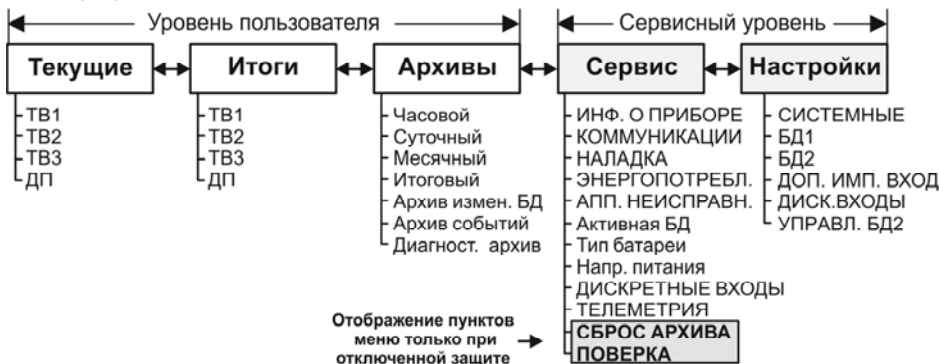 Уровень пользователя
Сервисный уровень
Текущие
Итоги
Архивы
Сервис
Настройки
ТВ1
ТВ2
ТВ3
ДП
ТВ1
ТВ2
ТВ3
ДП
Часовой
Суточный
Месячный
Итоговый
Архив измен. БД
Архив событий
Диагност. архив
ИНФ. О ПРИБОРЕ
КОММУНИКАЦИИ
НАЛАДКА
ЭНЕРГОПОТРЕБЛ.
АПП. НЕИСПРАВН.
Активная БД
Тип батареи
Напр. питания
ДИСКРЕТНЫЕ ВХОДЫ
ТЕЛЕМЕТРИЯ
СБРОС АРХИВА
ПОВЕРКА
СИСТЕМНЫЕ
БД1
БД2
ДОП. ИМП. ВХОД
ДИСК.ВХОДЫ
УПРАВЛ. БД2
Отображение пунктов
меню только при
отключенной защите